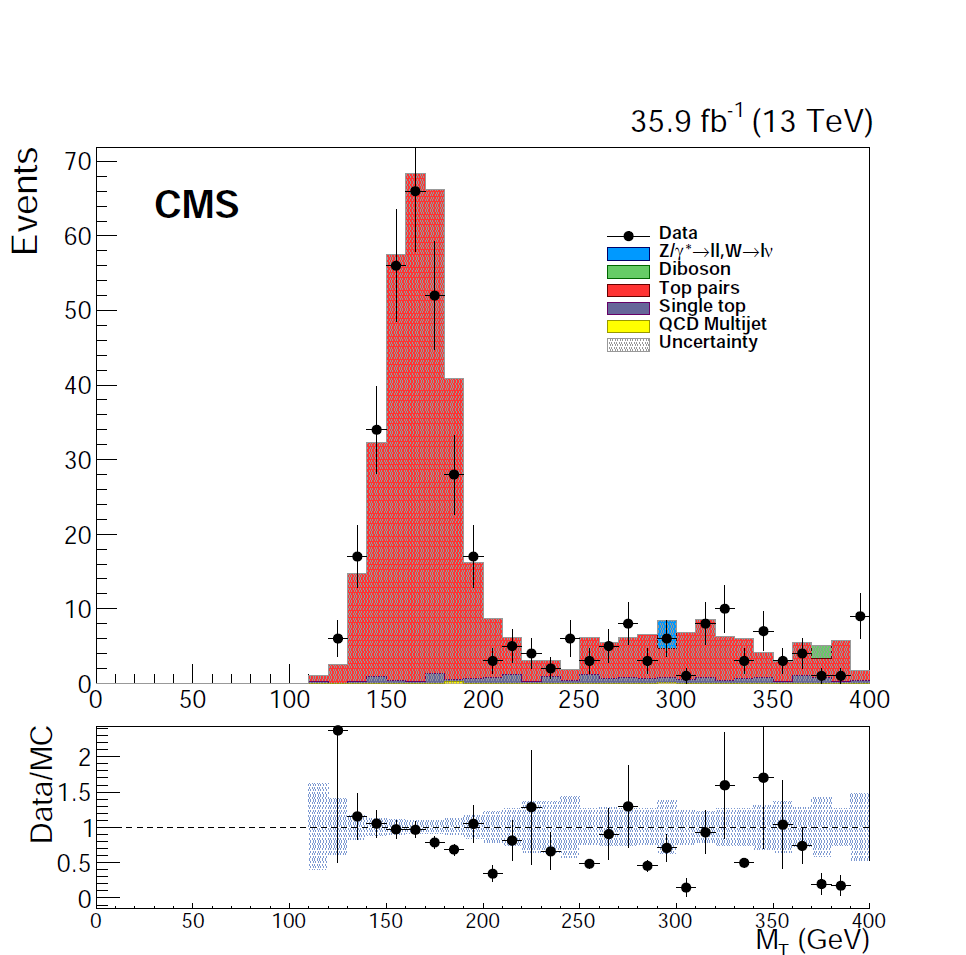 35.9 fb⁻¹ (13 TeV)
Events
CMS
70
60
50
40
30
20
10
0
Data
Z/γ*→ll,W→lν
Diboson
Top pairs
Single top
QCD Multijet
Uncertainty
0 50 100 150 200 250 300 350 400
Data/MC
2
1.5
1
0.5
0
0 50 100 150 200 250 300 350 400
M_T (GeV)